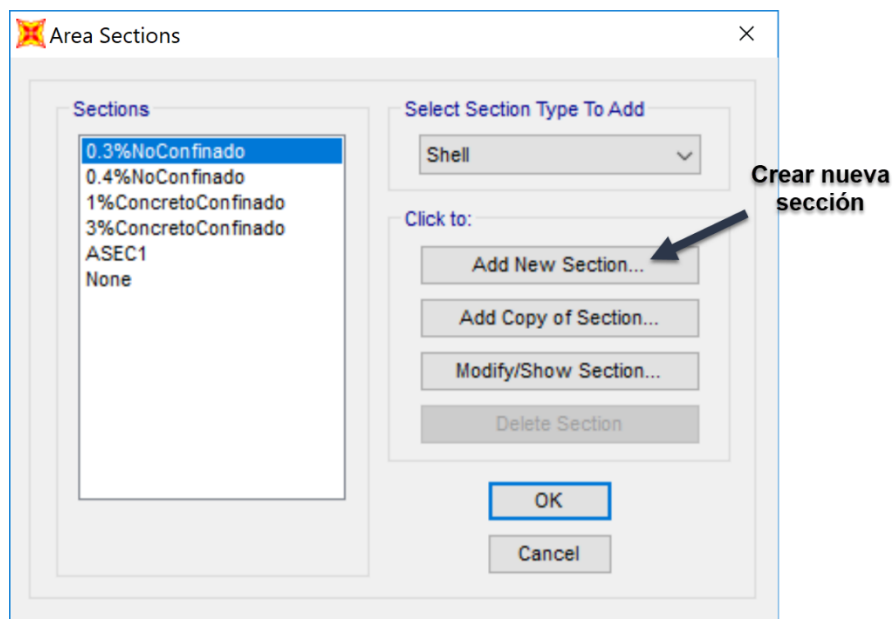 Area Sections
Sections
0.3%NoConfinado
0.4%NoConfinado
1%ConcretoConfinado
3%ConcretoConfinado
ASEC1
None
Select Section Type To Add
Shell
Click to:
Add New Section...
Add Copy of Section...
Modify/Show Section...
Delete Section
OK
Cancel
Crear nueva
sección